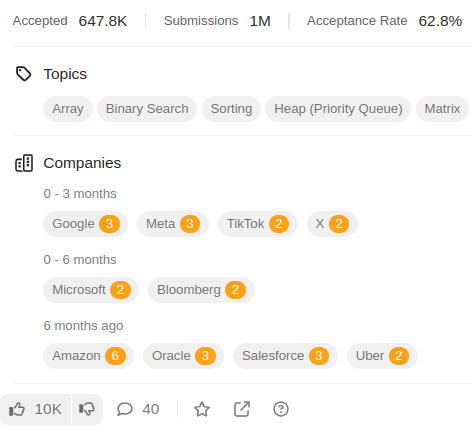 Accepted 647.8K Submissions 1M Acceptance Rate 62.8%
Topics
Array Binary Search Sorting Heap (Priority Queue) Matrix
Companies
0 - 3 months
Google 3 Meta 3 TikTok 2 X 2
0 - 6 months
Microsoft 2 Bloomberg 2
6 months ago
Amazon 6 Oracle 3 Salesforce 3 Uber 2
10K 40